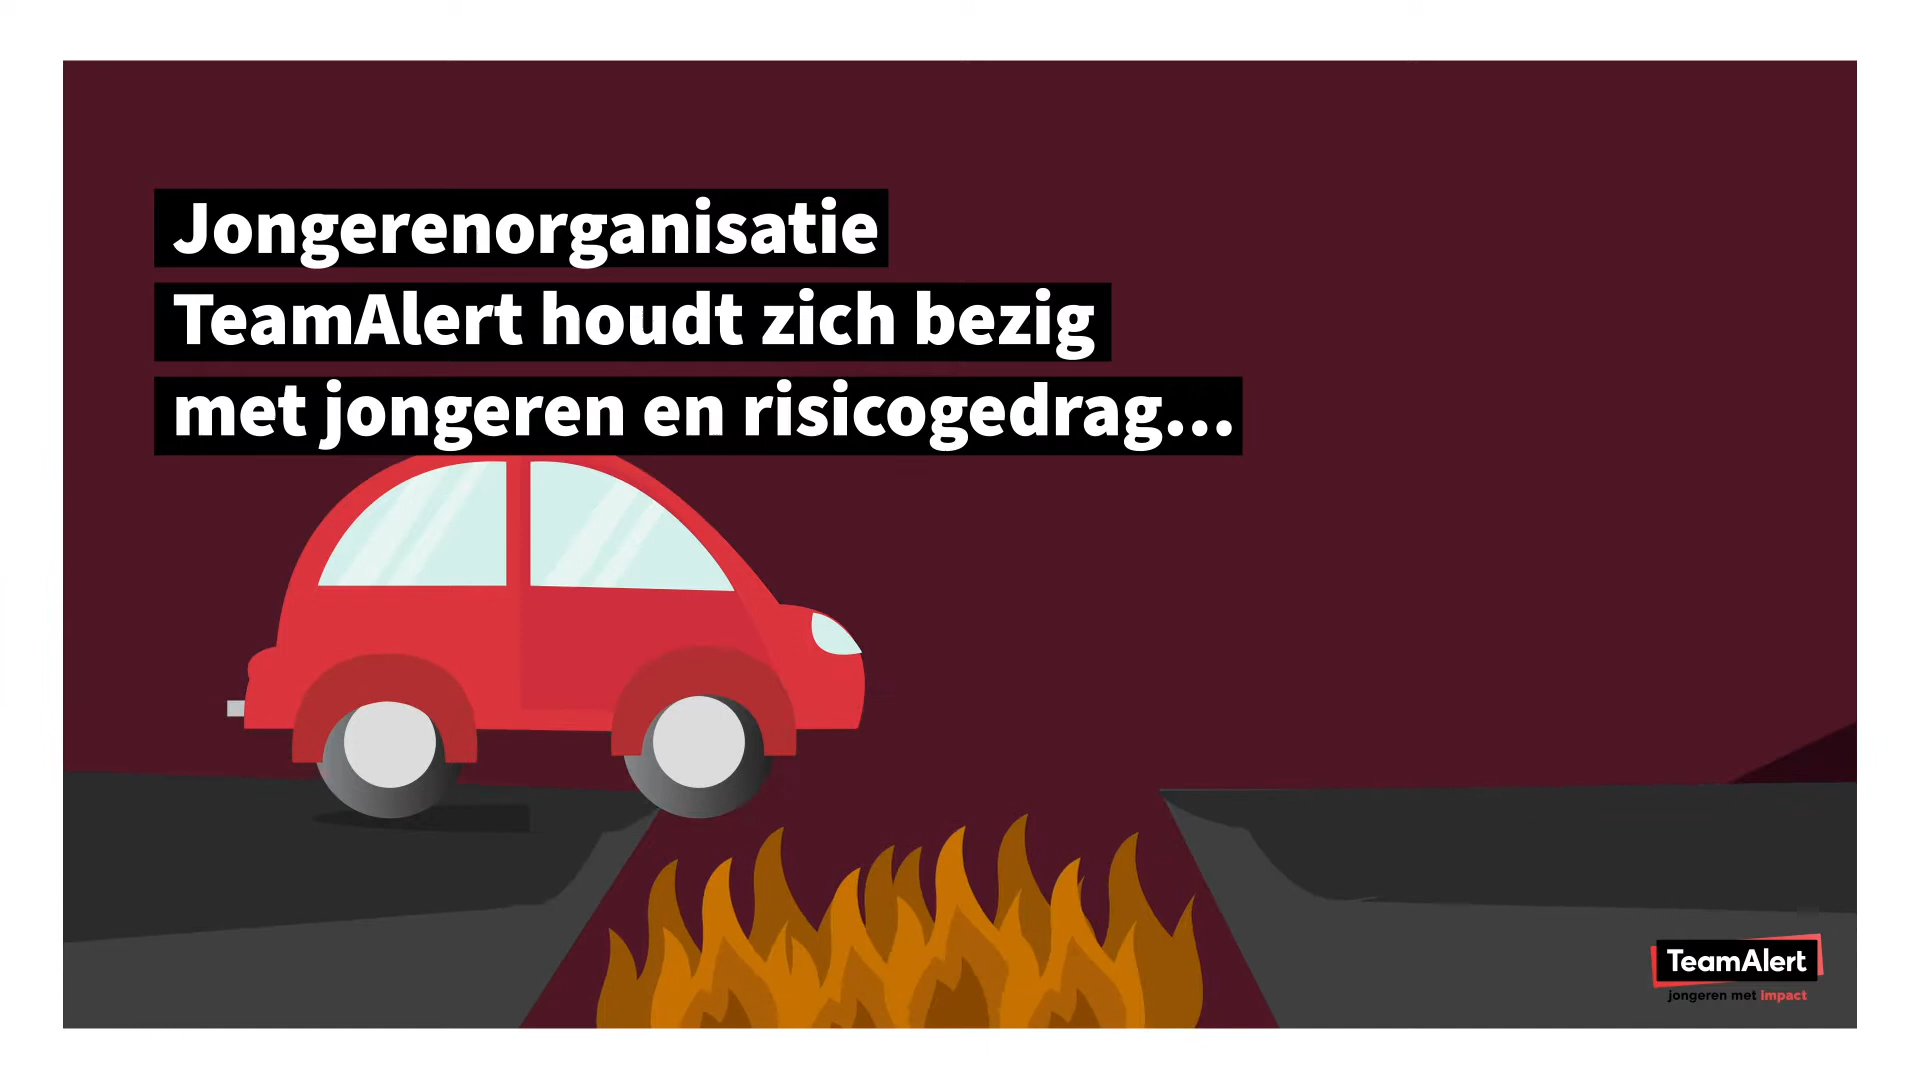 Jongerenorganisatie
TeamAlert houdt zich bezig
met jongeren en risicogedrag...
TeamAlert
jongeren met impact